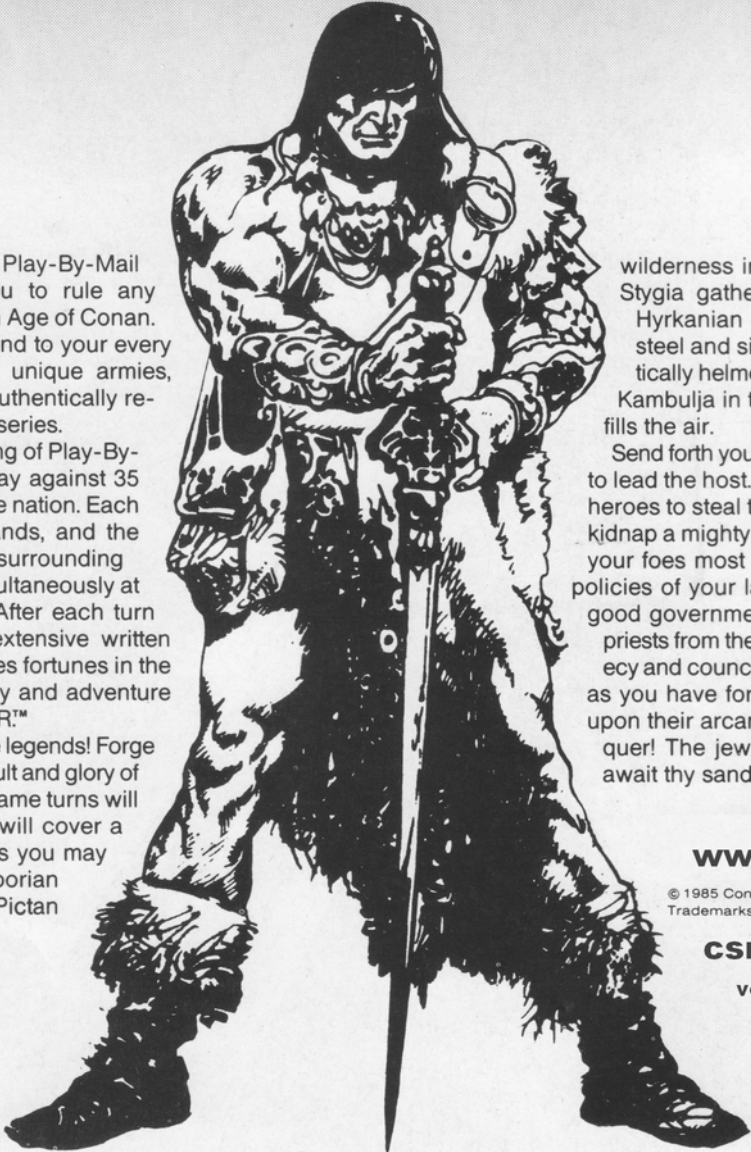 Play-By-Mail
u to rule any
n Age of Conan.
nd to your every
unique armies,
uthentically re-
series.
ng of Play-By-
ay against 35
e nation. Each
nds, and the
surrounding
ultaneously at
After each turn
extensive written
es fortunes in the
y and adventure
R.™
e legends! Forge
ult and glory of
ame turns will
will cover a
s you may
orian
Pictan
wilderness in
Stygia gathe
Hyrkanian
steel and si
tically helme
Kambulja in t
fills the air.
Send forth you
to lead the host.
heroes to steal t
kidnap a mighty
your foes most
policies of your la
good governme
priests from the
ecy and counc
as you have for
upon their arcar
quer! The jew
await thy sand
ww
© 1985 Con
Trademarks
CSI
v